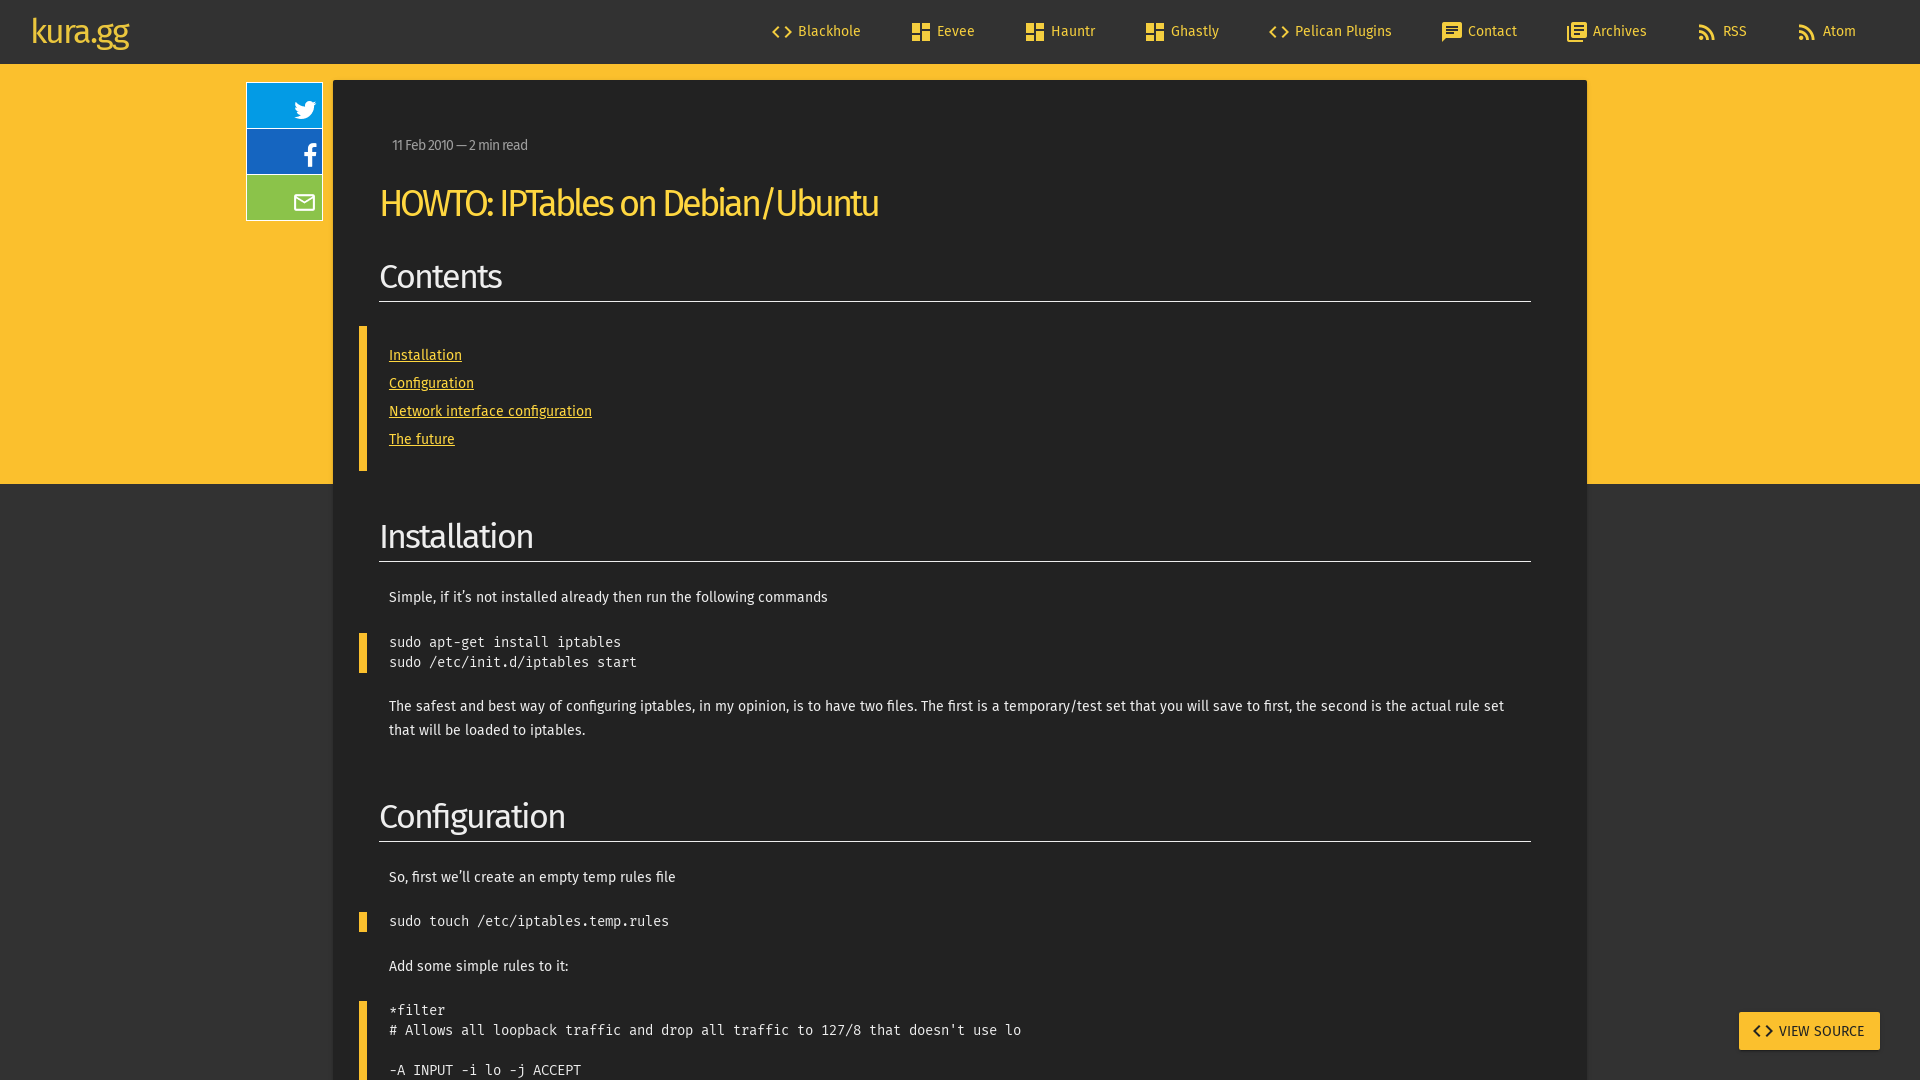 kura.gg
Blackhole
Eevee
Hauntr
Ghastly
Pelican Plugins
Contact
Archives
RSS
Atom
11 Feb 2010 — 2 min read
HOWTO: IPTables on Debian/Ubuntu
Contents
Installation
Configuration
Network interface configuration
The future
Installation
Simple, if it’s not installed already then run the following commands
sudo apt-get install iptables
sudo /etc/init.d/iptables start
The safest and best way of configuring iptables, in my opinion, is to have two files. The first is a temporary/test set that you will save to first, the second is the actual rule set
that will be loaded to iptables.
Configuration
So, first we’ll create an empty temp rules file
sudo touch /etc/iptables.temp.rules
Add some simple rules to it:
*filter
# Allows all loopback traffic and drop all traffic to 127/8 that doesn't use lo
-A INPUT -i lo -j ACCEPT
VIEW SOURCE